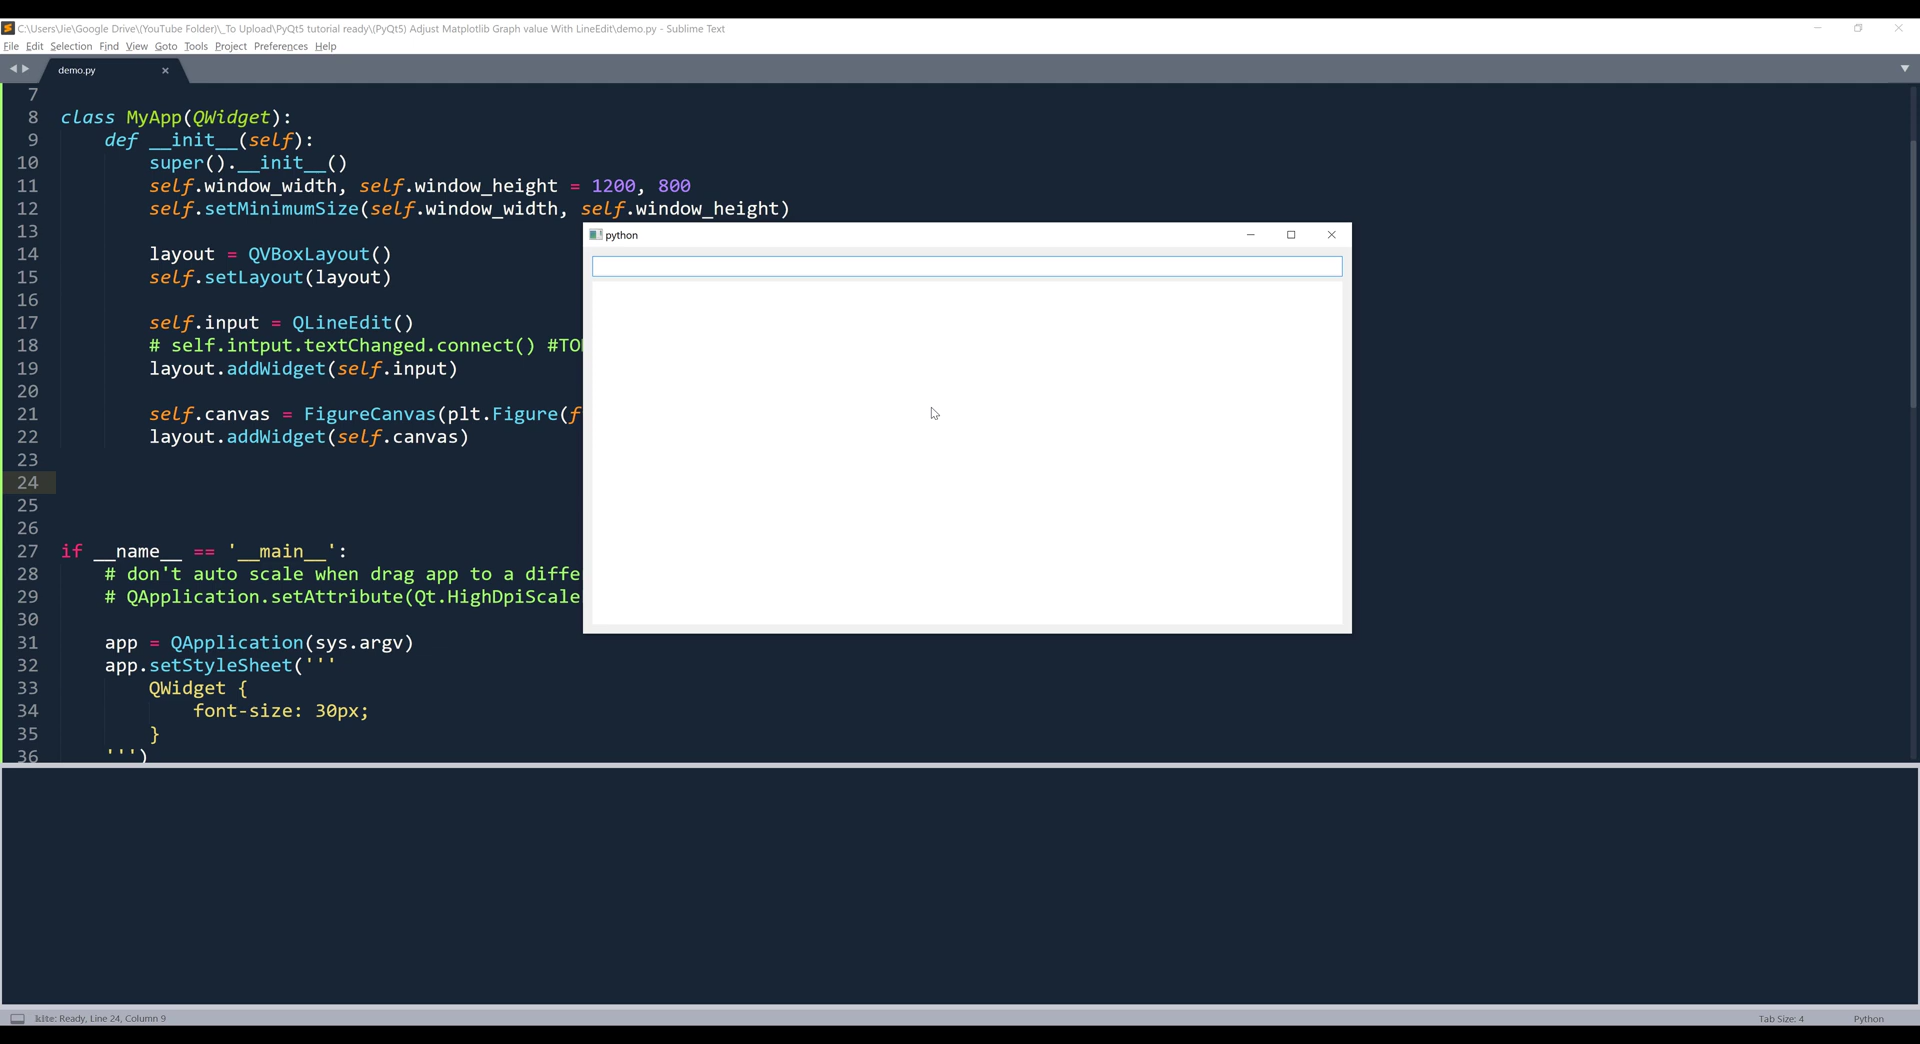 C:\Users\Jie\Google Drive\(YouTube Folder)\_To Upload\PyQt5 tutorial ready\(PyQt5) Adjust Matplotlib Graph value With LineEdit\demo.py - Sublime Text
File Edit Selection Find View Goto Tools Project Preferences Help
demo.py
7
8 class MyApp(QWidget):
9 def __init__(self):
10 super().__init__()
11 self.window_width, self.window_height = 1200, 800
12 self.setMinimumSize(self.window_width, self.window_height)
13
python
14 layout = QVBoxLayout()
15 self.setLayout(layout)
16
17 self.input = QLineEdit()
18 # self.intput.textChanged.connect() #TO
19 layout.addWidget(self.input)
20
21 self.canvas = FigureCanvas(plt.Figure(f
22 layout.addWidget(self.canvas)
23
24
25
26
27 if __name__ == '__main__':
28 # don't auto scale when drag app to a diffe
29 # QApplication.setAttribute(Qt.HighDpiScale
30
31 app = QApplication(sys.argv)
32 app.setStyleSheet('''
33 QWidget {
34 font-size: 30px;
35 }
36 ''')
Ready, Line 24, Column 9
Tab Size: 4
Python